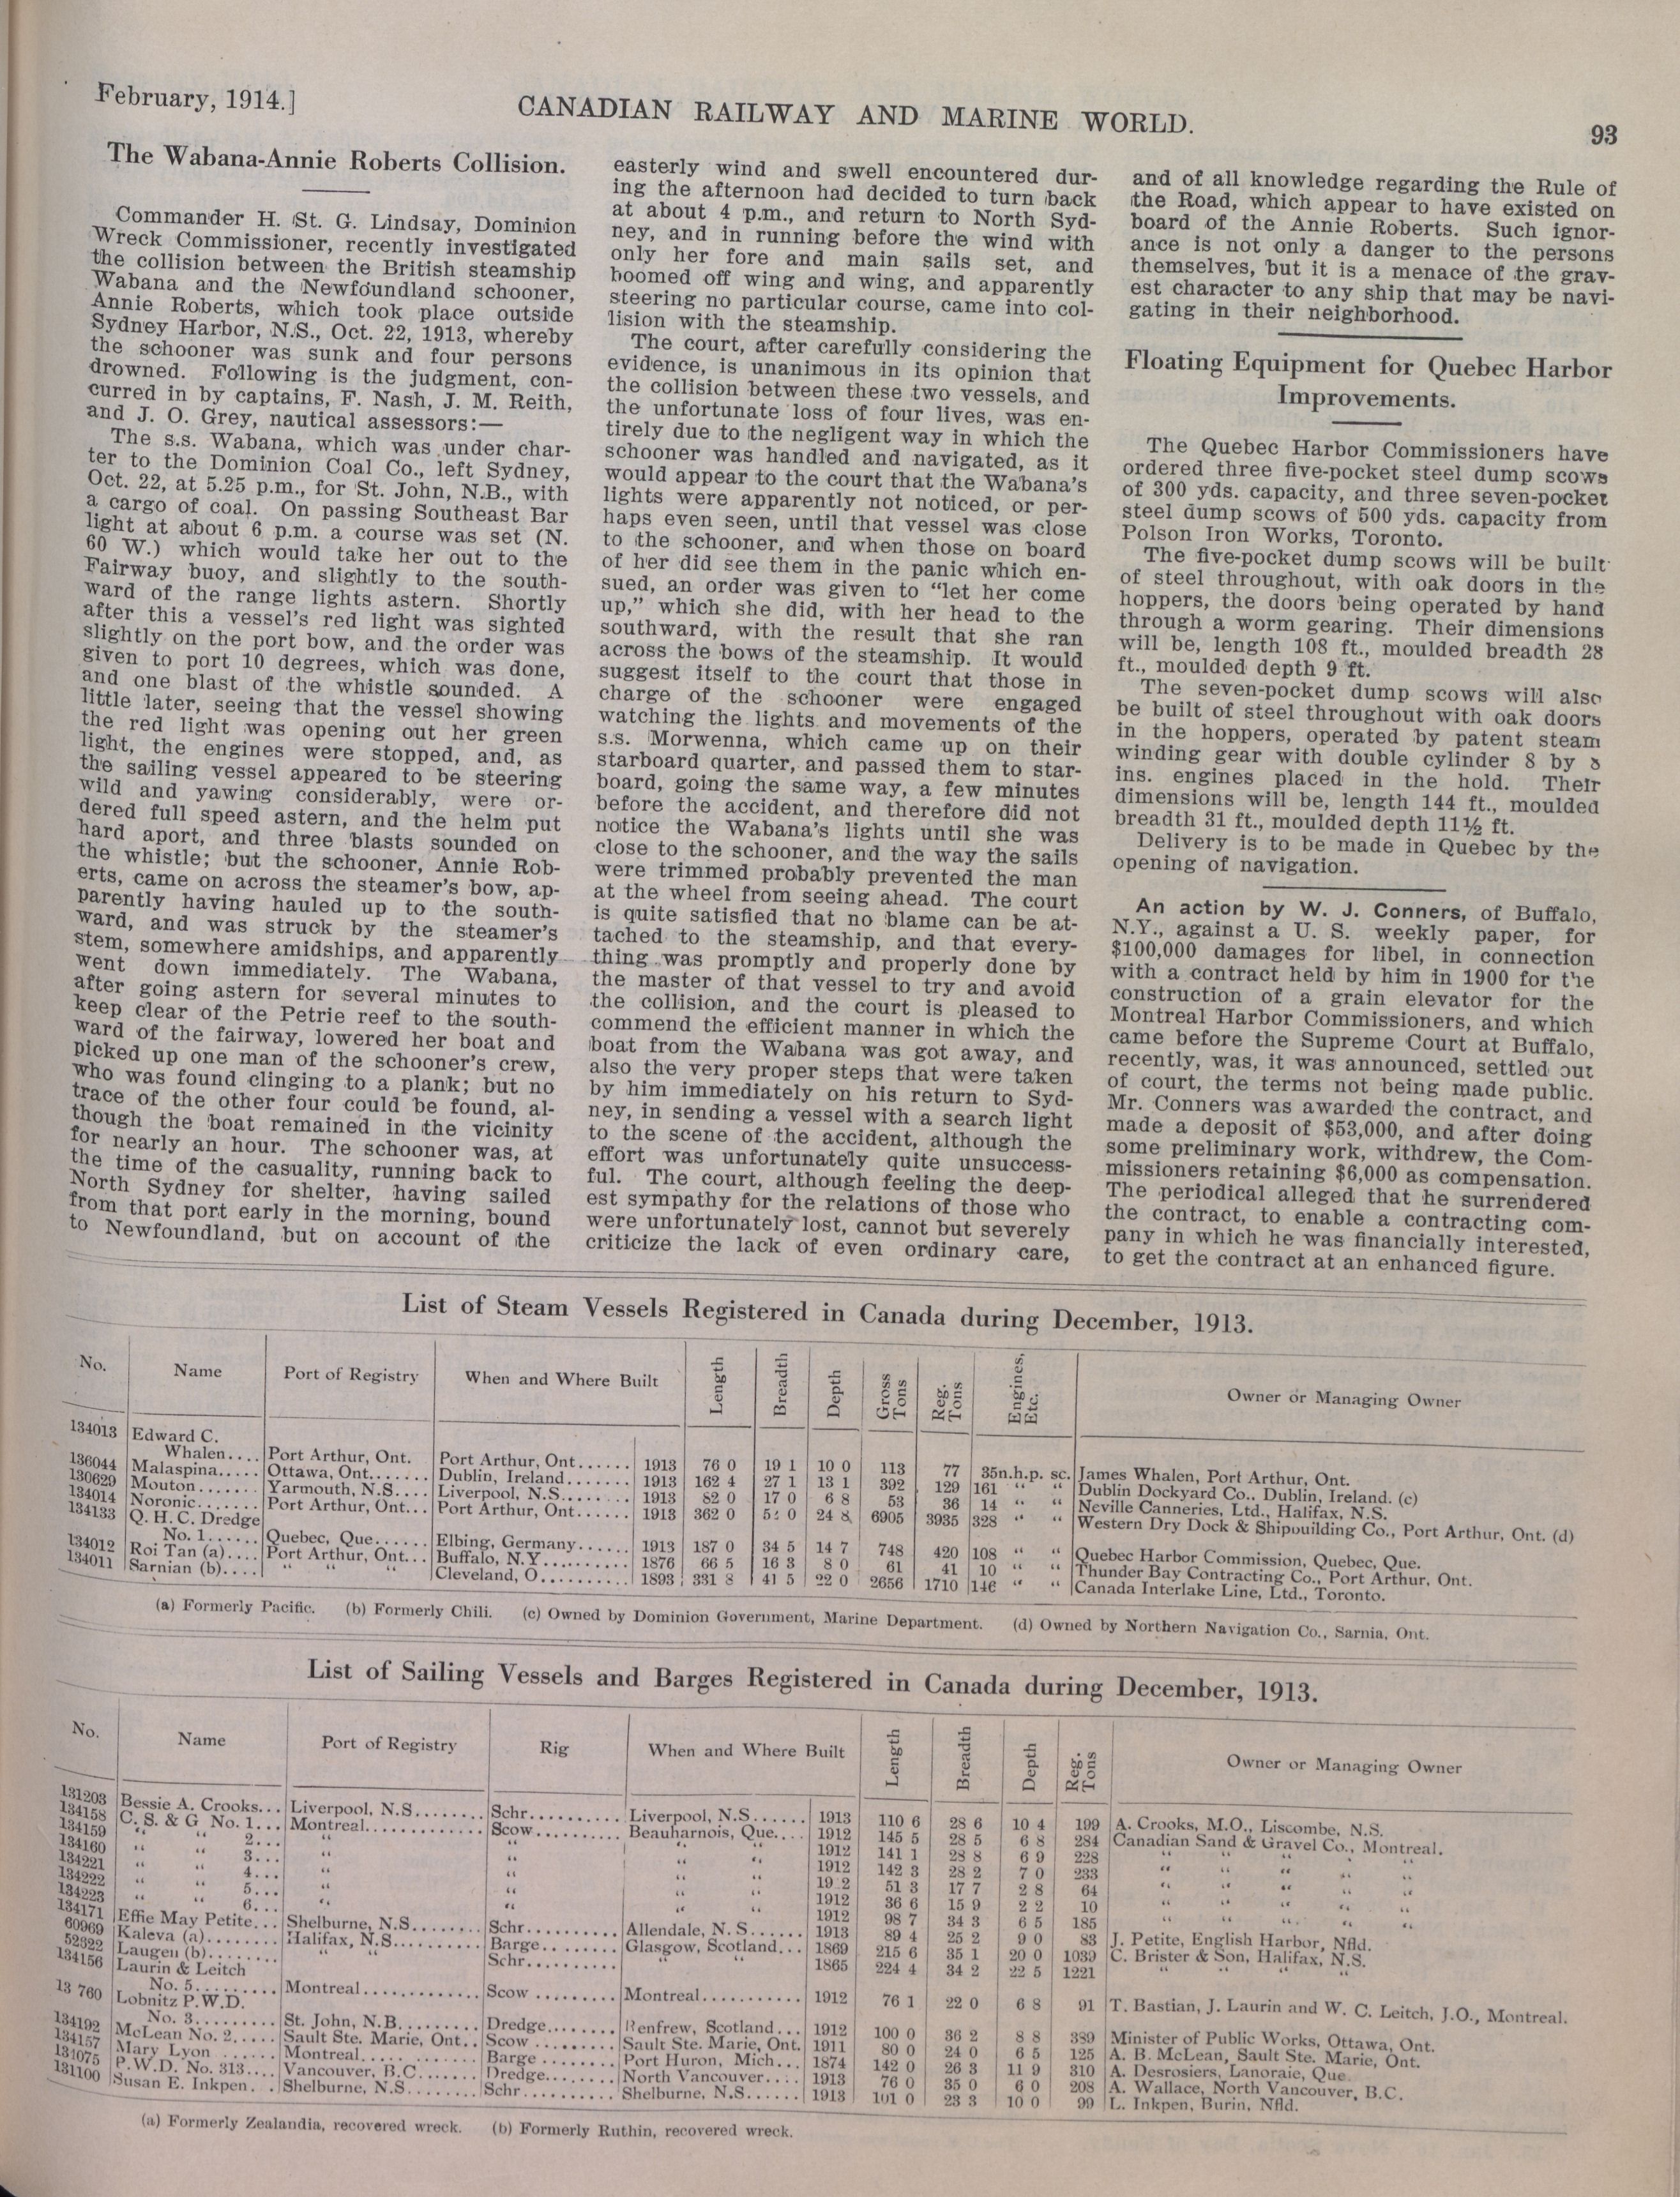 February, 1914.]
CANADIAN RAILWAY AND MARINE WORLD.
93
The Wabana-Annie Roberts Collision.
Commander H. St. G. Lindsay, Dominion
Wreck Commissioner, recently investigated
the collision between the British steamship
Wabana and the Newfoundland schooner,
Annie Roberts, which took place outside
Sydney Harbor, N.S., Oct. 22, 1913, whereby
the schooner was sunk and four persons
drowned. Following is the judgment, con-
curred in by captains, F. Nash, J. M. Reith,
and J. O. Grey, nautical assessors:—
The s.s. Wabana, which was under char-
ter to the Dominion Coal Co., left Sydney,
Oct. 22, at 5.25 p.m., for St. John, N.B., with
a cargo of coal. On passing Southeast Bar
light at about 6 p.m. a course was set (N.
60 W.) which would take her out to the
Fairway buoy, and slightly to the south-
ward of the range lights astern. Shortly
after this a vessel's red light was sighted
slightly on the port bow, and the order was
given to port 10 degrees, which was done,
and one blast of the whistle sounded. A
little later, seeing that the vessel showing
the red light was opening out her green
light, the engines were stopped, and, as
the sailing vessel appeared to be steering
wild and yawing considerably, were or-
dered full speed astern, and the helm put
hard aport, and three blasts sounded on
the whistle; but the schooner, Annie Rob-
erts, came on across the steamer's bow, ap-
parently having hauled up to the south-
ward, and was struck by the steamer's
stem, somewhere amidships, and apparently
went down immediately. The Wabana,
after going astern for several minutes to
keep clear of the Petrie reef to the south-
ward of the fairway, lowered her boat and
picked up one man of the schooner's crew,
who was found clinging to a plank; but no
trace of the other four could be found, al-
though the boat remained in the vicinity
for nearly an hour. The schooner was, at
the time of the casuality, running back to
North Sydney for shelter, having sailed
from that port early in the morning, bound
to Newfoundland, but on account of the
easterly wind and swell encountered dur-
ing the afternoon had decided to turn back
at about 4 p.m., and return to North Syd-
ney, and in running before the wind with
only her fore and main sails set, and
boomed off wing and wing, and apparently
steering no particular course, came into col-
lision with the steamship.
The court, after carefully considering the
evidence, is unanimous in its opinion that
the collision between these two vessels, and
the unfortunate loss of four lives, was en-
tirely due to the negligent way in which the
schooner was handled and navigated, as it
would appear to the court that the Wabana's
lights were apparently not noticed, or per-
haps even seen, until that vessel was close
to the schooner, and when those on board
of her did see them in the panic which en-
sued, an order was given to "let her come
up," which she did, with her head to the
southward, with the result that she ran
across the bows of the steamship. It would
suggest itself to the court that those in
charge of the schooner were engaged
watching the lights and movements of the
s.s. Morwenna, which came up on their
starboard quarter, and passed them to star-
board, going the same way, a few minutes
before the accident, and therefore did not
notice the Wabana's lights until she was
close to the schooner, and the way the sails
were trimmed probably prevented the man
at the wheel from seeing ahead. The court
is quite satisfied that no blame can be at-
tached to the steamship, and that every-
thing was promptly and properly done by
the master of that vessel to try and avoid
the collision, and the court is pleased to
commend the efficient manner in which the
boat from the Wabana was got away, and
also the very proper steps that were taken
by him immediately on his return to Syd-
ney, in sending a vessel with a search light
to the scene of the accident, although the
effort was unfortunately quite unsuccess-
ful. The court, although feeling the deep-
est sympathy for the relations of those who
were unfortunately lost, cannot but severely
criticize the lack of even ordinary care,
and of all knowledge regarding the Rule of
the Road, which appear to have existed on
board of the Annie Roberts. Such ignor-
ance is not only a danger to the persons
themselves, but it is a menace of the grav-
est character to any ship that may be navi-
gating in their neighborhood.
Floating Equipment for Quebec Harbor
Improvements.
The Quebec Harbor Commissioners have
ordered three five-pocket steel dump scows
of 300 yds. capacity, and three seven-pocket
steel dump scows of 500 yds. capacity from
Polson Iron Works, Toronto.
The five-pocket dump scows will be built
of steel throughout, with oak doors in the
hoppers, the doors being operated by hand
through a worm gearing. Their dimensions
will be, length 108 ft., moulded breadth 28
ft., moulded depth 9 ft.
The seven-pocket dump scows will also
be built of steel throughout with oak doors
in the hoppers, operated by patent steam
winding gear with double cylinder 8 by 8
ins. engines placed in the hold. Their
dimensions will be, length 144 ft., moulded
breadth 31 ft., moulded depth 11½ ft.
Delivery is to be made in Quebec by the
opening of navigation.
An action by W. J. Conners, of Buffalo,
N.Y., against a U. S. weekly paper, for
$100,000 damages for libel, in connection
with a contract held by him in 1900 for the
construction of a grain elevator for the
Montreal Harbor Commissioners, and which
came before the Supreme Court at Buffalo,
recently, was, it was announced, settled out
of court, the terms not being made public.
Mr. Conners was awarded the contract, and
made a deposit of $53,000, and after doing
some preliminary work, withdrew, the Com-
missioners retaining $6,000 as compensation.
The periodical alleged that he surrendered
the contract, to enable a contracting com-
pany in which he was financially interested,
to get the contract at an enhanced figure.
List of Steam Vessels Registered in Canada during December, 1913.
No. Name Port of Registry When and Where Built Length Breadth Depth Gross Tons Reg. Tons Engines, Etc. Owner or Managing Owner
134013 Edward C.
Whalen.... Port Arthur, Ont. Port Arthur, Ont...... 1913 76 0 19 1 10 0 113 77 35n.h.p. sc. James Whalen, Port Arthur, Ont.
136044 Malaspina..... Ottawa, Ont....... Dublin, Ireland....... 1913 162 4 27 1 13 1 392 129 161 " " Dublin Dockyard Co., Dublin, Ireland. (c)
130629 Mouton....... Yarmouth, N.S.... Liverpool, N.S........ 1913 82 0 17 0 6 8 53 36 14 " " Neville Canneries, Ltd., Halifax, N.S.
134014 Noronic....... Port Arthur, Ont... Port Arthur, Ont...... 1913 362 0 52 0 24 8 6905 3935 328 " " Western Dry Dock & Shipbuilding Co., Port Arthur, Ont. (d)
134133 Q. H. C. Dredge
No. 1..... Quebec, Que...... Elbing, Germany...... 1913 187 0 34 5 14 7 748 420 108 " " Quebec Harbor Commission, Quebec, Que.
134012 Roi Tan (a).... Port Arthur, Ont... Buffalo, N.Y.......... 1876 66 5 16 3 8 0 61 41 10 " " Thunder Bay Contracting Co., Port Arthur, Ont.
134011 Sarnian (b).... " " " Cleveland, O.......... 1893 331 8 41 5 22 0 2656 1710 146 " " Canada Interlake Line, Ltd., Toronto.
(a) Formerly Pacific. (b) Formerly Chili. (c) Owned by Dominion Government, Marine Department. (d) Owned by Northern Navigation Co., Sarnia, Ont.
List of Sailing Vessels and Barges Registered in Canada during December, 1913.
No. Name Port of Registry Rig When and Where Built Length Breadth Depth Reg. Tons Owner or Managing Owner
131203 Bessie A. Crooks... Liverpool, N.S........ Schr.......... Liverpool, N.S...... 1913 110 6 28 6 10 4 199 A. Crooks, M.O., Liscombe, N.S.
134158 C. S. & G No. 1... Montreal............. Scow.......... Beauharnois, Que.... 1912 145 5 28 5 6 8 284 Canadian Sand & Gravel Co., Montreal.
134159 " " 2... " " " " 1912 141 1 28 8 6 9 228 " " " " "
134160 " " 3... " " " " 1912 142 3 28 2 7 0 233 " " " " "
134221 " " 4... " " " " 19 2 51 3 17 7 2 8 64 " " " " "
134222 " " 5... " " " " 1912 36 6 15 9 2 2 10 " " " " "
134223 " " 6... " " " " 1912 98 7 34 3 6 5 185 " " " " "
134171 Effie May Petite... Shelburne, N.S........ Schr.......... Allendale, N. S...... 1913 89 4 25 2 9 0 83 J. Petite, English Harbor, Nfld.
60969 Kaleva (a)........ Halifax, N.S.......... Barge........ Glasgow, Scotland... 1869 215 6 35 1 20 0 1039 C. Brister & Son, Halifax, N.S.
52322 Laugen (b)........ " " Schr.......... " " 1865 224 4 34 2 22 5 1221 " " " "
134156 Laurin & Leitch
No. 5......... Montreal............ Scow ......... Montreal........... 1912 76 1 22 0 6 8 91 T. Bastian, J. Laurin and W. C. Leitch, J.O., Montreal.
13 760 Lobnitz P.W.D.
No. 3......... St. John, N.B......... Dredge........ Renfrew, Scotland... 1912 100 0 36 2 8 8 389 Minister of Public Works, Ottawa, Ont.
134192 McLean No. 2..... Sault Ste. Marie, Ont.. Scow ......... Sault Ste. Marie, Ont. 1911 80 0 24 0 6 5 125 A. B. McLean, Sault Ste. Marie, Ont.
134157 Mary Lyon ...... Montreal............. Barge ........ Port Huron, Mich... 1874 142 0 26 3 11 9 310 A. Desrosiers, Lanoraie, Que.
131075 P.W.D. No. 313.... Vancouver, B.C....... Dredge........ North Vancouver.... 1913 76 0 35 0 6 0 208 A. Wallace, North Vancouver, B.C.
131100 Susan E. Inkpen. . Shelburne, N.S........ Schr.......... Shelburne, N.S...... 1913 101 0 23 3 10 0 99 L. Inkpen, Burin, Nfld.
(a) Formerly Zealandia, recovered wreck. (b) Formerly Ruthin, recovered wreck.